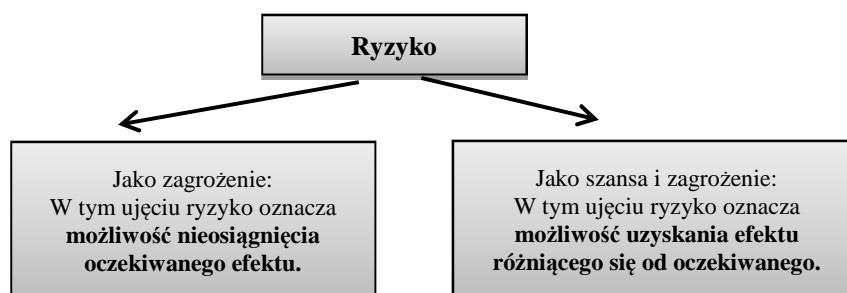 Ryzyko
Jako zagrożenie:
W tym ujęciu ryzyko oznacza
możliwość nieosiągnięcia
oczekiwanego efektu.
Jako szansa i zagrożenie:
W tym ujęciu ryzyko oznacza
możliwość uzyskania efektu
różniącego się od oczekiwanego.